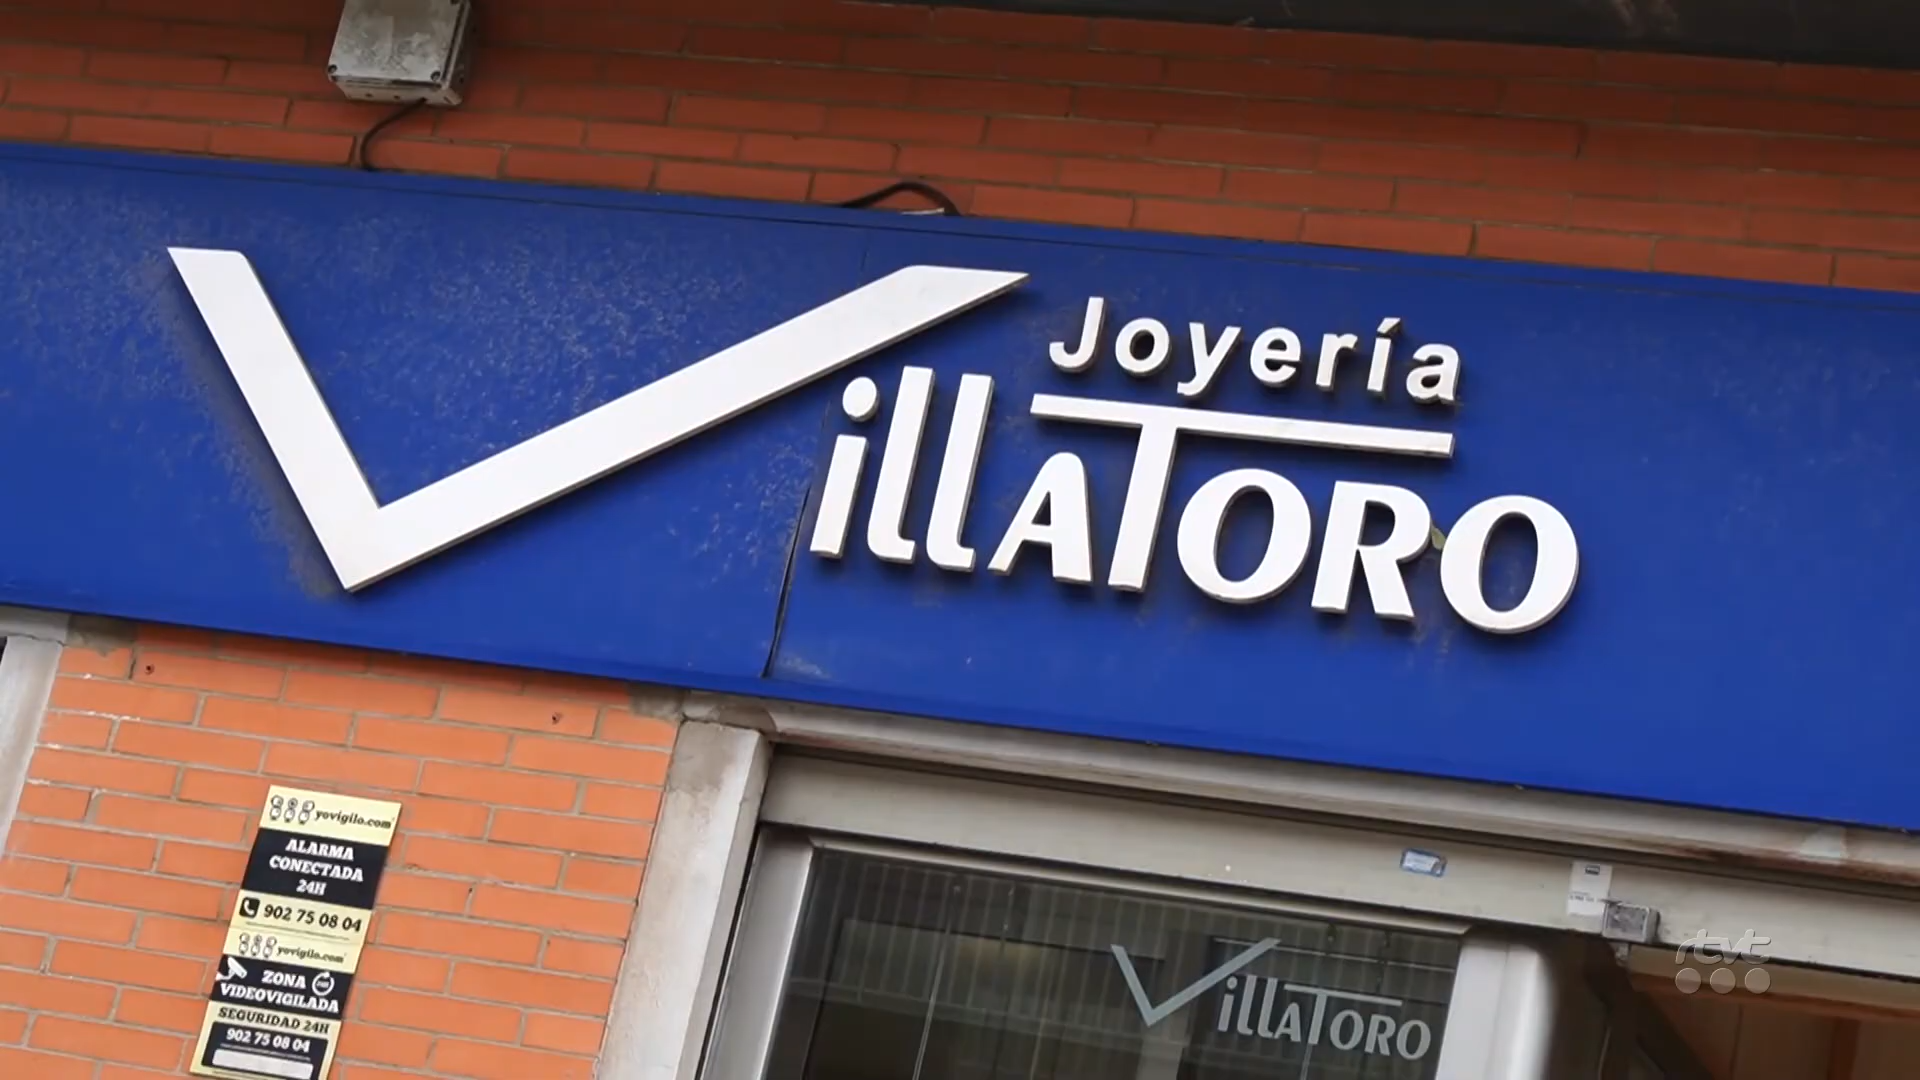 Joyería
VillATORO
yovigilo.com
ALARMA
CONECTADA
24H
902 75 08 04
yovigilo.com
ZONA
VIDEOVIGILADA
SEGURIDAD 24H
902 75 08 04
VillATORO
rtvt